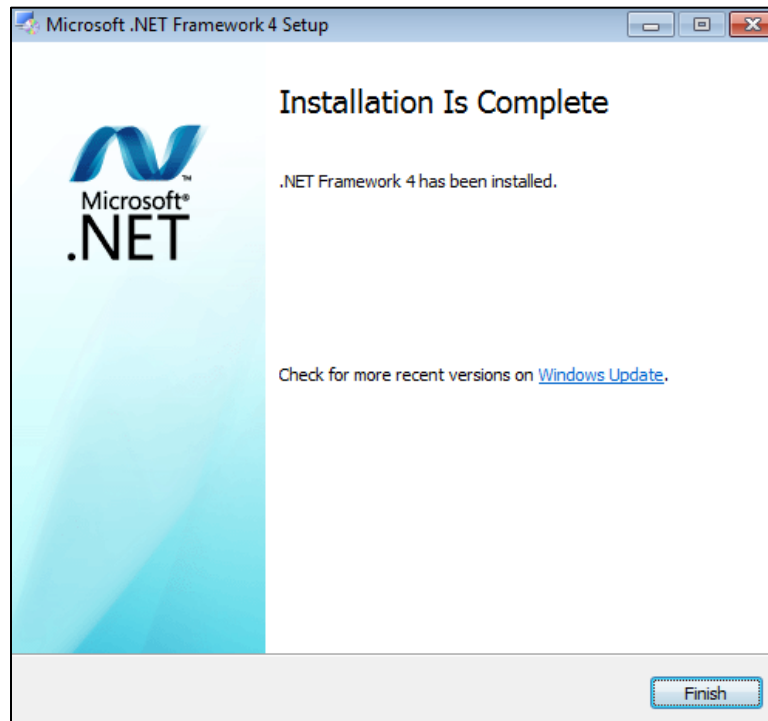 Microsoft .NET Framework 4 Setup
Installation Is Complete
.NET Framework 4 has been installed.
Microsoft®
.NET™
Check for more recent versions on Windows Update.
Finish